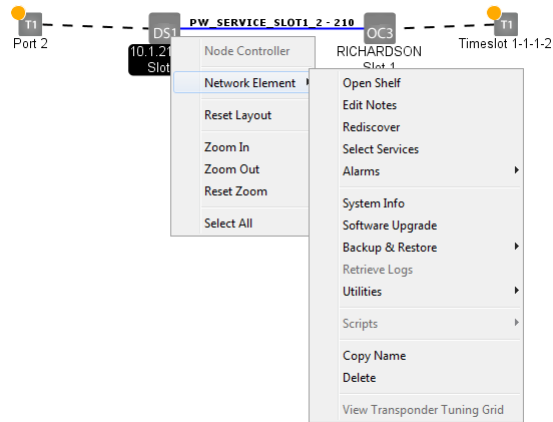 T1
DS1
PW_SERVICE_SLOT1_2 - 210
OC3
T1
Port 2
10.1.21
Slot
RICHARDSON
Slot 1
Timeslot 1-1-1-2
Node Controller
Network Element
Reset Layout
Zoom In
Zoom Out
Reset Zoom
Select All
Open Shelf
Edit Notes
Rediscover
Select Services
Alarms
System Info
Software Upgrade
Backup & Restore
Retrieve Logs
Utilities
Scripts
Copy Name
Delete
View Transponder Tuning Grid